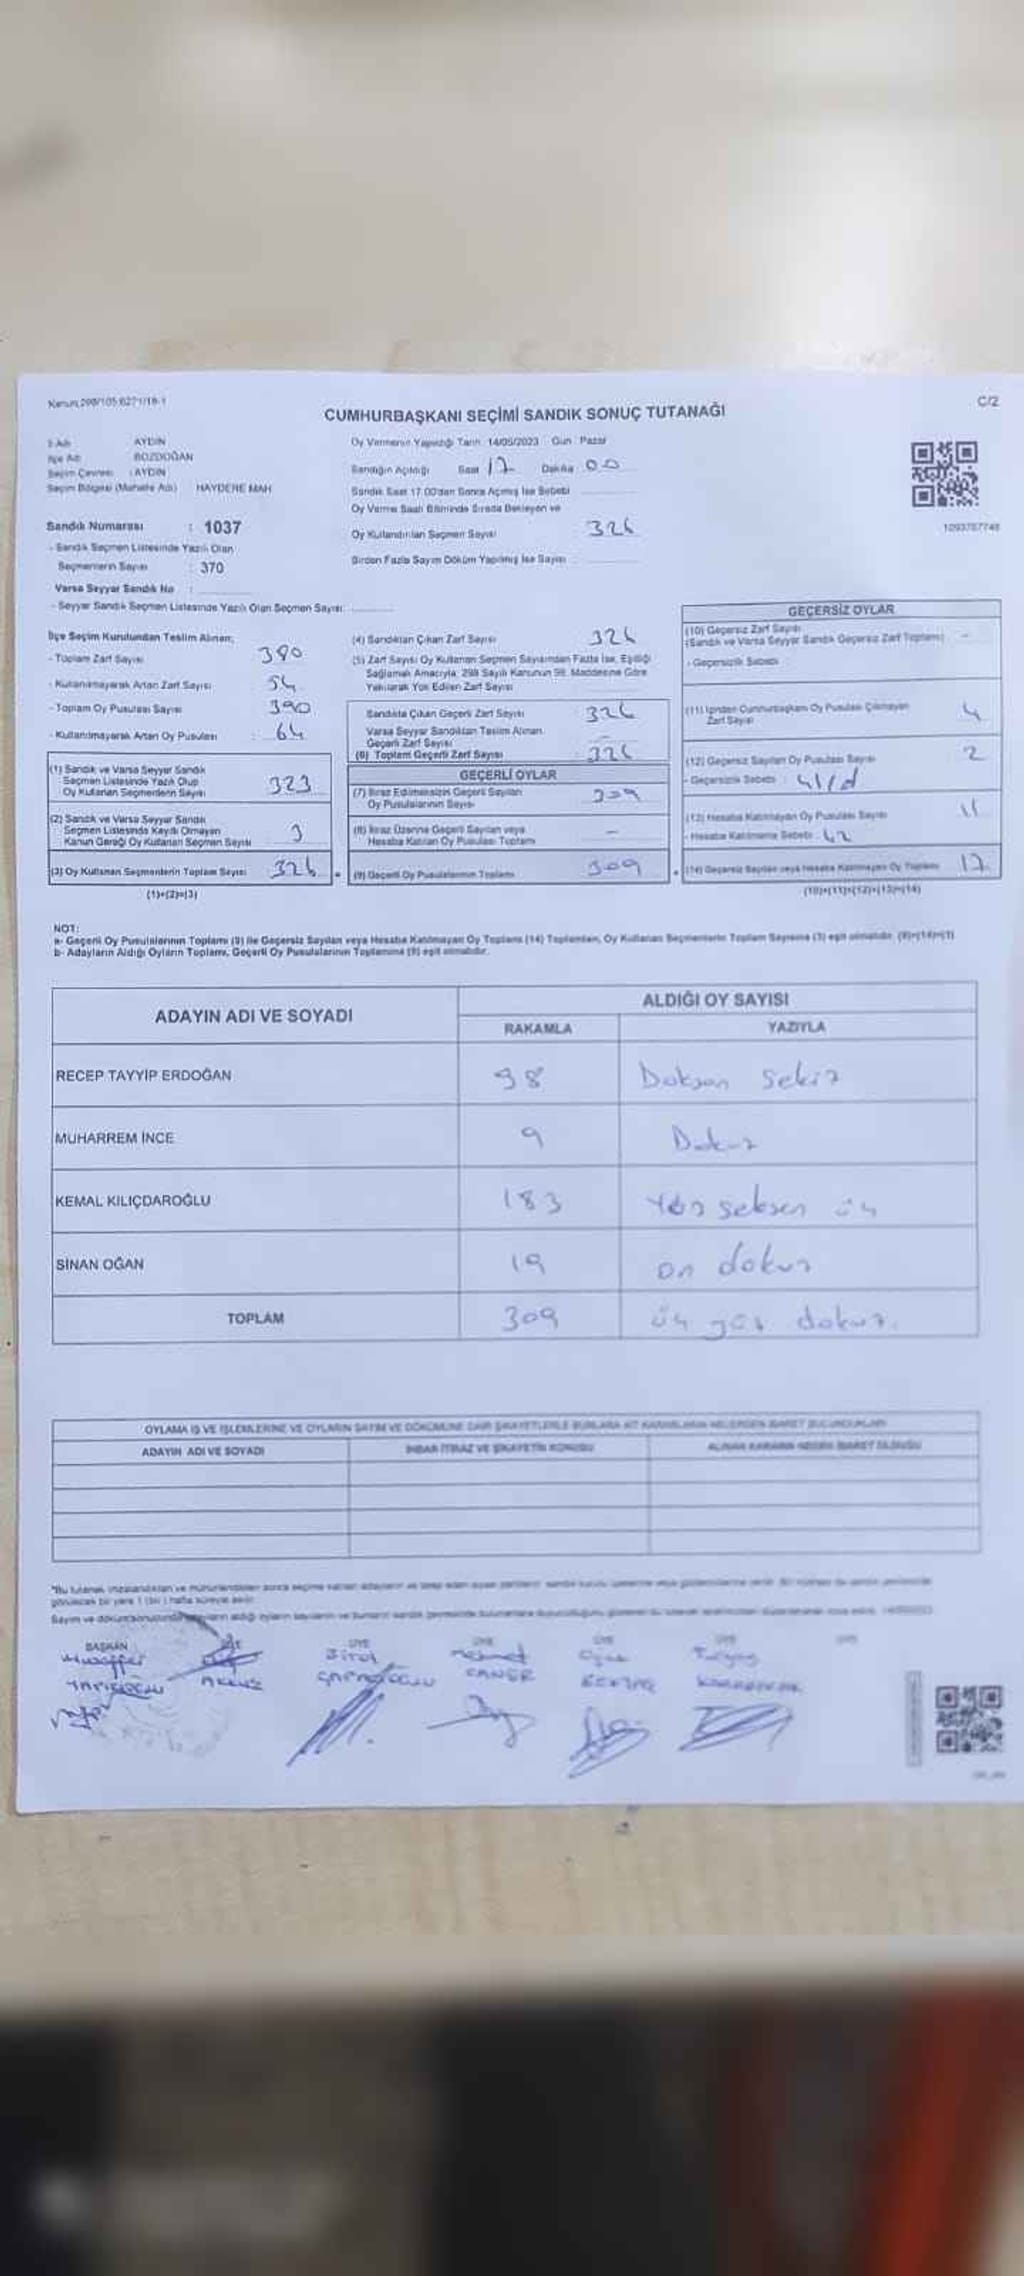 Kanun:298/105-6271/18-1
C/2
CUMHURBAŞKANI SEÇİMİ SANDIK SONUÇ TUTANAĞI
İl Adı : AYDIN
İlçe Adı : BOZDOĞAN
Seçim Çevresi : AYDIN
Seçim Bölgesi (Mahalle Adı) HAYDERE MAH
Sandık Numarası : 1037
- Sandık Seçmen Listesinde Yazılı Olan
Seçmenlerin Sayısı : 370
Varsa Seyyar Sandık No :
- Seyyar Sandık Seçmen Listesinde Yazılı Olan Seçmen Sayısı:
Oy Vermenin Yapıldığı Tarih: 14/05/2023 Gün: Pazar
Sandığın Açıldığı Saat 17 Dakika 00
Sandık Saat 17.00'dan Sonra Açılmış İse Sebebi
Oy Verme Saati Bitiminde Sırada Bekleyen ve
Oy Kullandırılan Seçmen Sayısı 326
Birden Fazla Sayım Döküm Yapılmış İse Sayısı :
1093787748
İlçe Seçim Kurulundan Teslim Alınan;
- Toplam Zarf Sayısı 380
- Kullanılmayarak Artan Zarf Sayısı 54
- Toplam Oy Pusulası Sayısı 390
- Kullanılmayarak Artan Oy Pusulası : 64
(1) Sandık ve Varsa Seyyar Sandık
Seçmen Listesinde Yazılı Olup
Oy Kullanan Seçmenlerin Sayısı 323
(2) Sandık ve Varsa Seyyar Sandık
Seçmen Listesinde Kaydı Olmayan
Kanun Gereği Oy Kullanan Seçmen Sayısı 3
(3) Oy Kullanan Seçmenlerin Toplam Sayısı 326
(1)+(2)=(3)
(4) Sandıktan Çıkan Zarf Sayısı 326
(5) Zarf Sayısı Oy Kullanan Seçmen Sayısından Fazla İse, Eşitliği
Sağlamak Amacıyla, 298 Sayılı Kanunun 98. Maddesine Göre
Yakılarak Yok Edilen Zarf Sayısı
Sandıkta Çıkan Geçerli Zarf Sayısı : 326
Varsa Seyyar Sandıktan Teslim Alınan
Geçerli Zarf Sayısı -
(6) Toplam Geçerli Zarf Sayısı : 326
GEÇERLİ OYLAR
(7) İtiraz Edilmeksizin Geçerli Sayılan
Oy Pusulalarının Sayısı 309
(8) İtiraz Üzerine Geçerli Sayılan veya
Hesaba Katılan Oy Pusulası Toplamı -
(9) Geçerli Oy Pusulalarının Toplamı 309
GEÇERSİZ OYLAR
(10) Geçersiz Zarf Sayısı
(Sandık ve Varsa Seyyar Sandık Geçersiz Zarf Toplamı) -
- Geçersizlik Sebebi
(11) İçinden Cumhurbaşkanı Oy Pusulası Çıkmayan
Zarf Sayısı 4
(12) Geçersiz Sayılan Oy Pusulası Sayısı 2
- Geçersizlik Sebebi
(13) Hesaba Katılmayan Oy Pusulası Sayısı 11
- Hesaba Katılmama Sebebi : 42
(14) Geçersiz Sayılan veya Hesaba Katılmayan Oy Toplamı 17
(10)+(11)+(12)+(13)=(14)
NOT:
a- Geçerli Oy Pusulalarının Toplamı (9) ile Geçersiz Sayılan veya Hesaba Katılmayan Oy Toplamı (14) Toplamları, Oy Kullanan Seçmenlerin Toplam Sayısına (3) eşit olmalıdır. (9)+(14)=(3)
b- Adayların Aldığı Oyların Toplamı, Geçerli Oy Pusulalarının Toplamına (9) eşit olmalıdır.
ADAYIN ADI VE SOYADI
ALDIĞI OY SAYISI
RAKAMLA YAZIYLA
RECEP TAYYİP ERDOĞAN 98 Doksan sekiz
MUHARREM İNCE 9 Dokuz
KEMAL KILIÇDAROĞLU 183 Yüz seksen üç
SİNAN OĞAN 19 on dokuz
TOPLAM 309 üç yüz dokuz.
OYLAMA İŞ VE İŞLEMLERİNE VE OYLARIN SAYIM VE DÖKÜMÜNE DAİR ŞİKAYETLERLE BUNLARA AİT KARARLARIN NELERDEN İBARET BULUNDUKLARI
ADAYIN ADI VE SOYADI İHBAR İTİRAZ VE ŞİKAYETİN KONUSU ALINAN KARARIN NEDEN İBARET OLDUĞU
BAŞKAN
ÜYE
ÜYE
ÜYE
ÜYE
Muzaffer
Birol
Mehmet
CANER